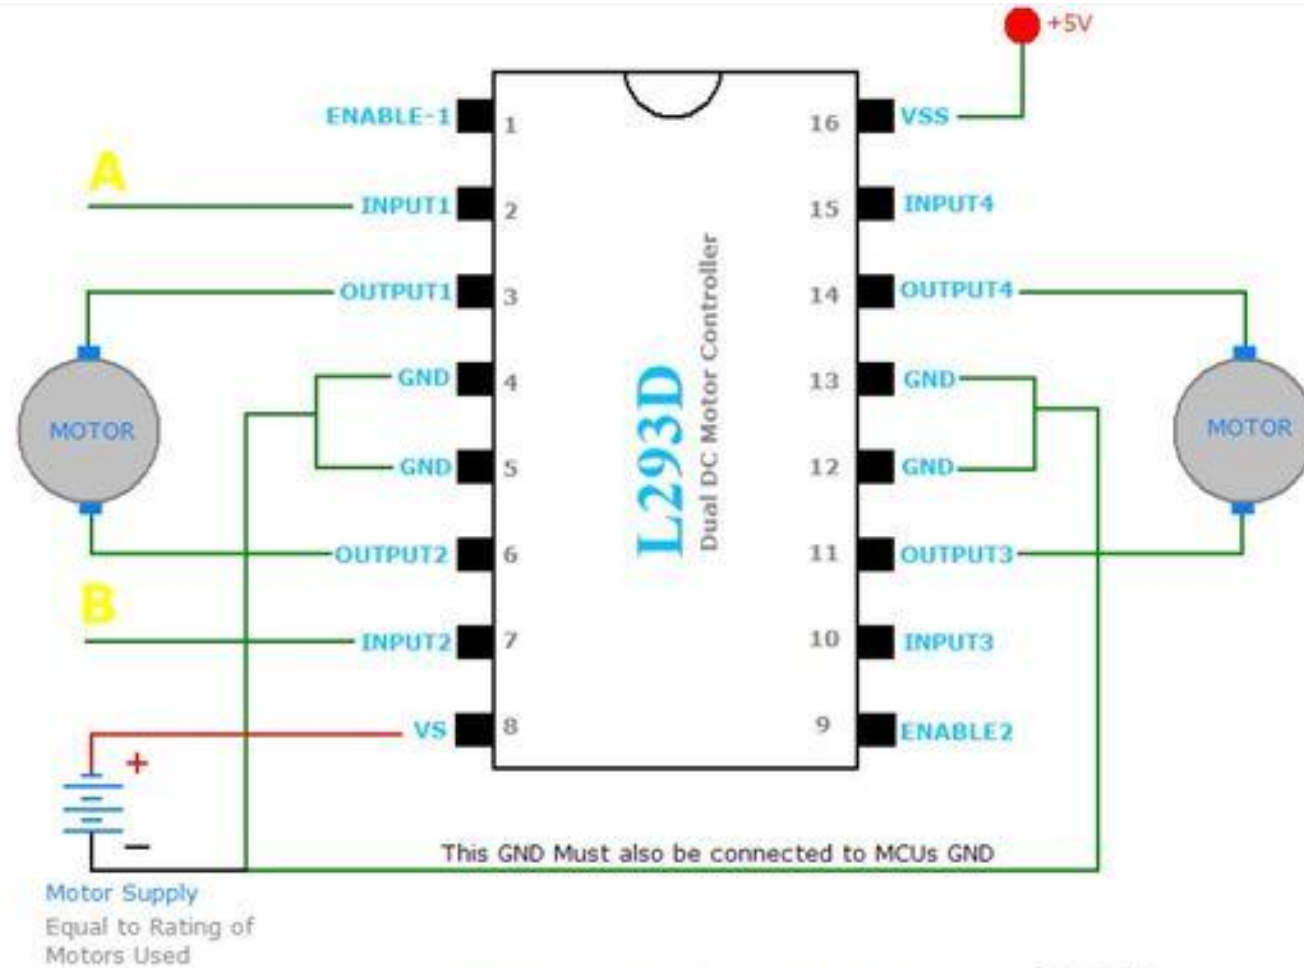 +5V
ENABLE-1
1
16
VSS
A
INPUT1
2
15
INPUT4
OUTPUT1
3
14
OUTPUT4
GND
4
13
GND
MOTOR
L293D
Dual DC Motor Controller
MOTOR
GND
5
12
GND
OUTPUT2
6
11
OUTPUT3
B
INPUT2
7
10
INPUT3
VS
8
9
ENABLE2
+
−
This GND Must also be connected to MCUs GND
Motor Supply
Equal to Rating of
Motors Used